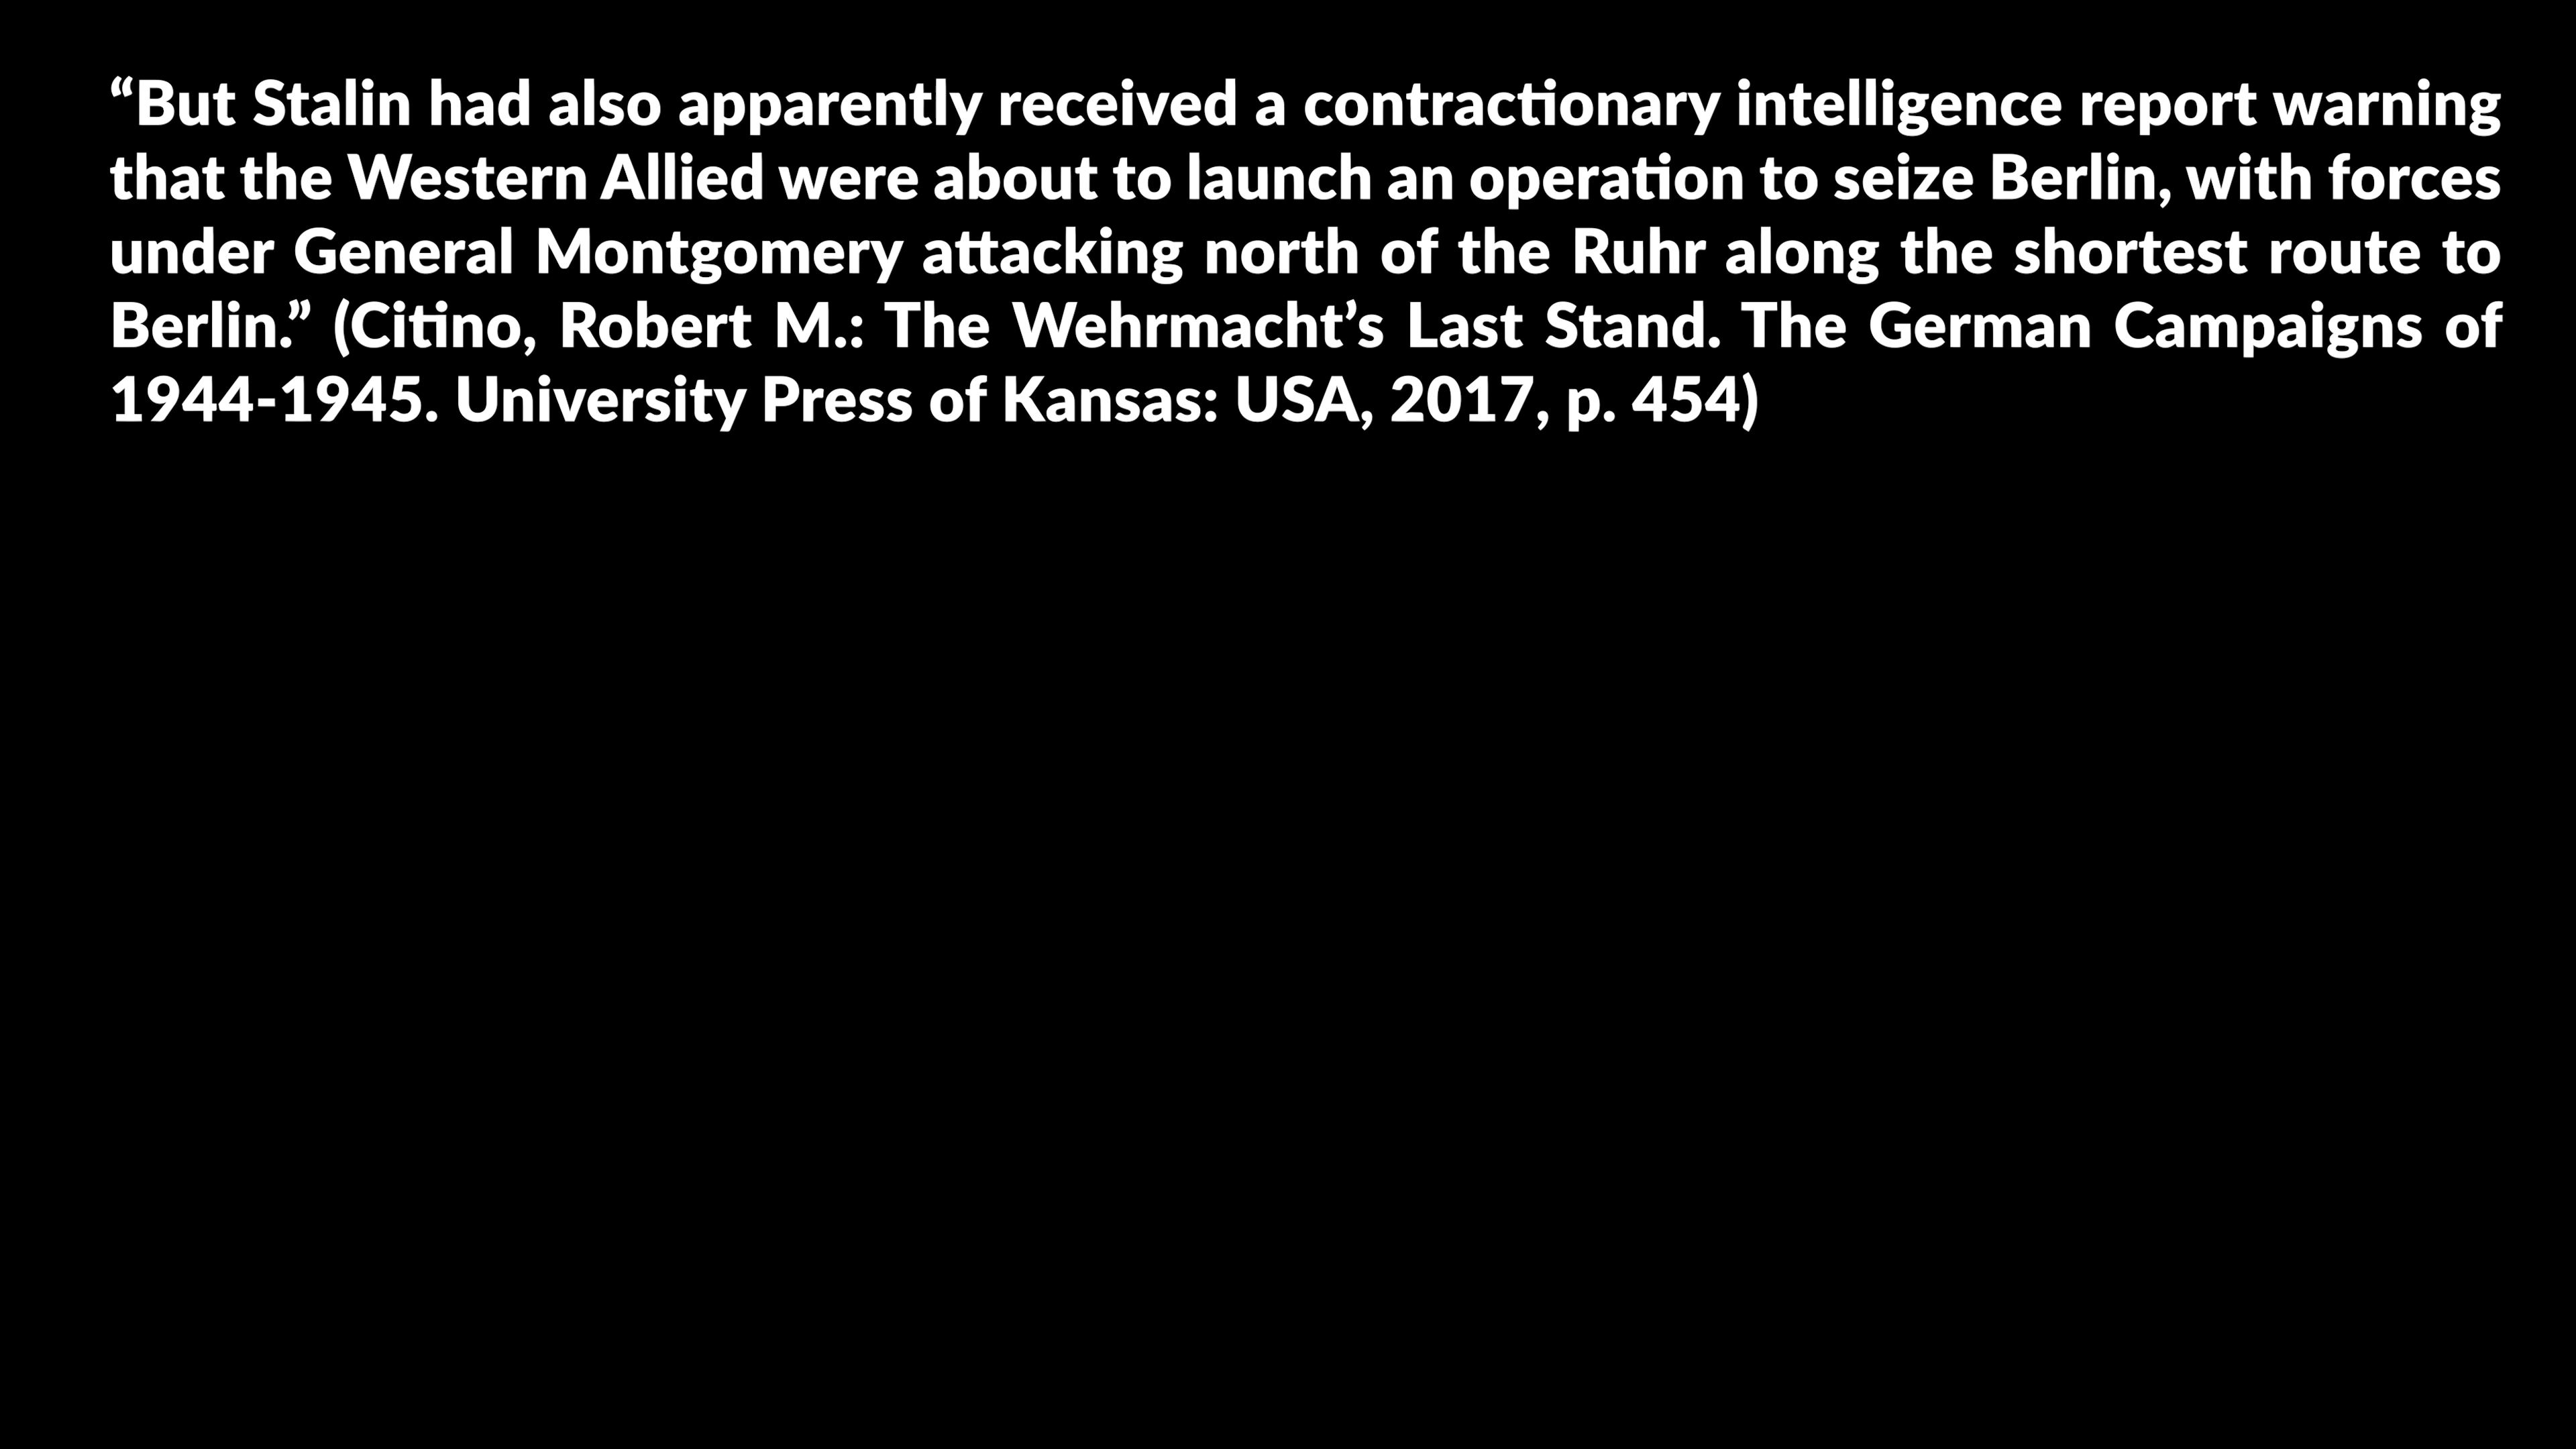 “But Stalin had also apparently received a contractionary intelligence report warning
that the Western Allied were about to launch an operation to seize Berlin, with forces
under General Montgomery attacking north of the Ruhr along the shortest route to
Berlin.” (Citino, Robert M.: The Wehrmacht’s Last Stand. The German Campaigns of
1944-1945. University Press of Kansas: USA, 2017, p. 454)